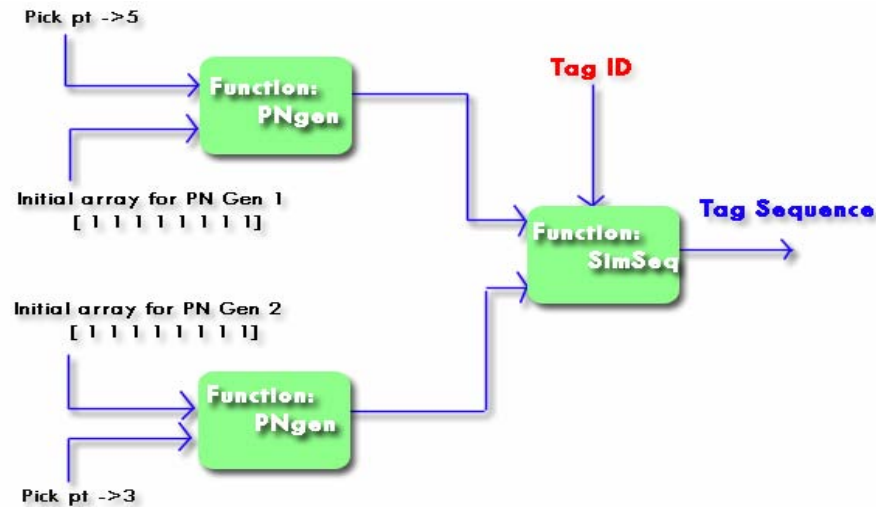 Pick pt ->5
Function:
PNgen
Tag ID
Initial array for PN Gen 1
[ 1 1 1 1 1 1 1 1]
Function:
SimSeq
Tag Sequence
Initial array for PN Gen 2
[ 1 1 1 1 1 1 1 1]
Function:
PNgen
Pick pt ->3